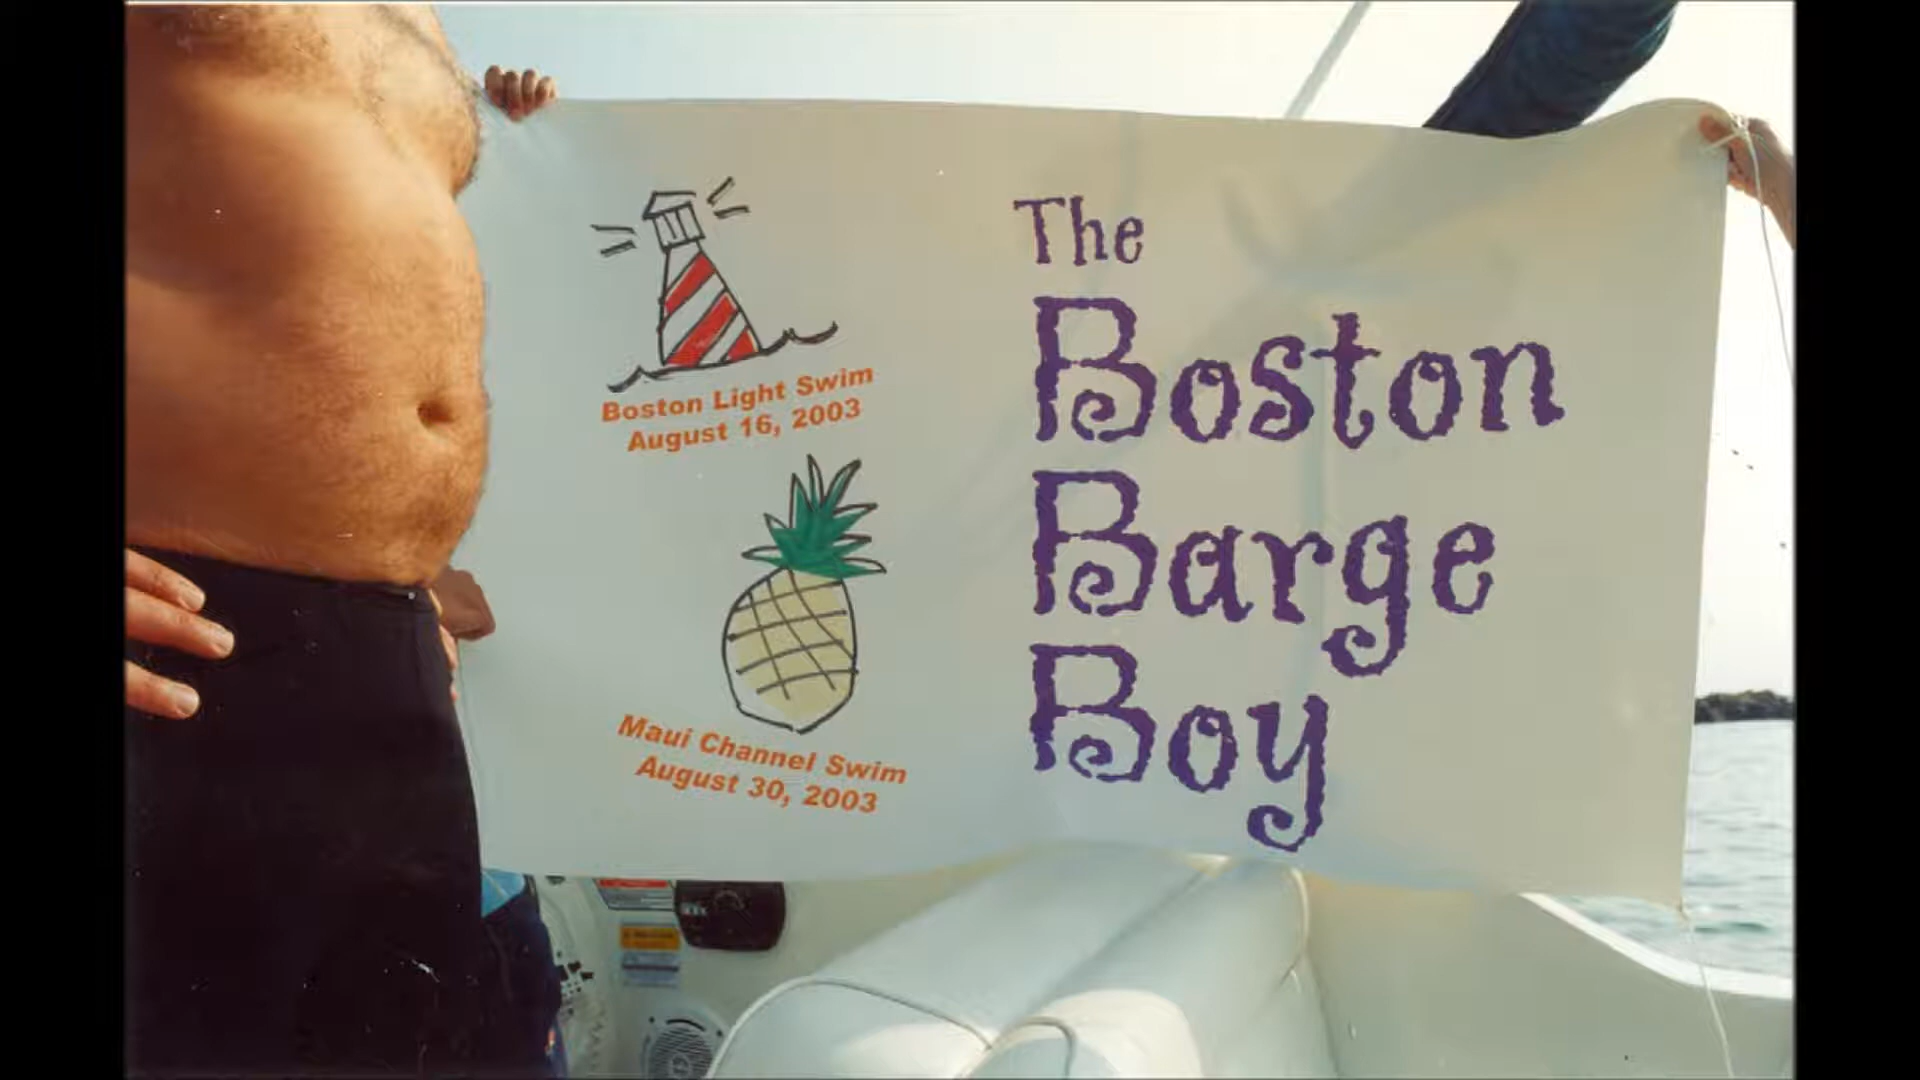 Boston Light Swim
August 16, 2003
Maui Channel Swim
August 30, 2003
The
Boston
Barge
Boy